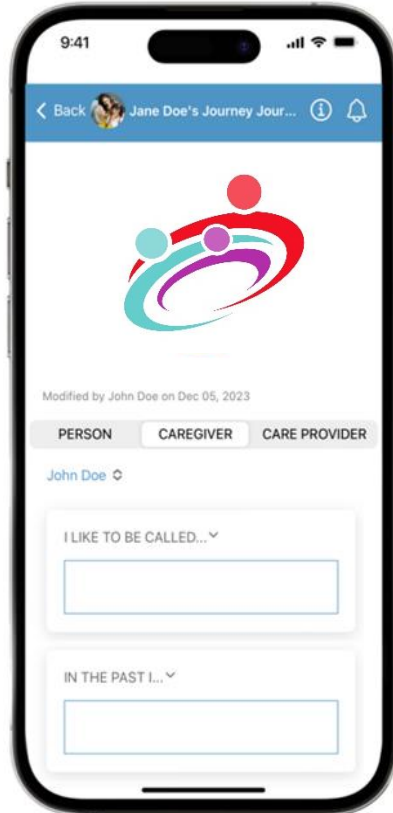 9:41
Back Jane Doe's Journey Jour...
Modified by John Doe on Dec 05, 2023
PERSON CAREGIVER CARE PROVIDER
John Doe
I LIKE TO BE CALLED...
IN THE PAST I...